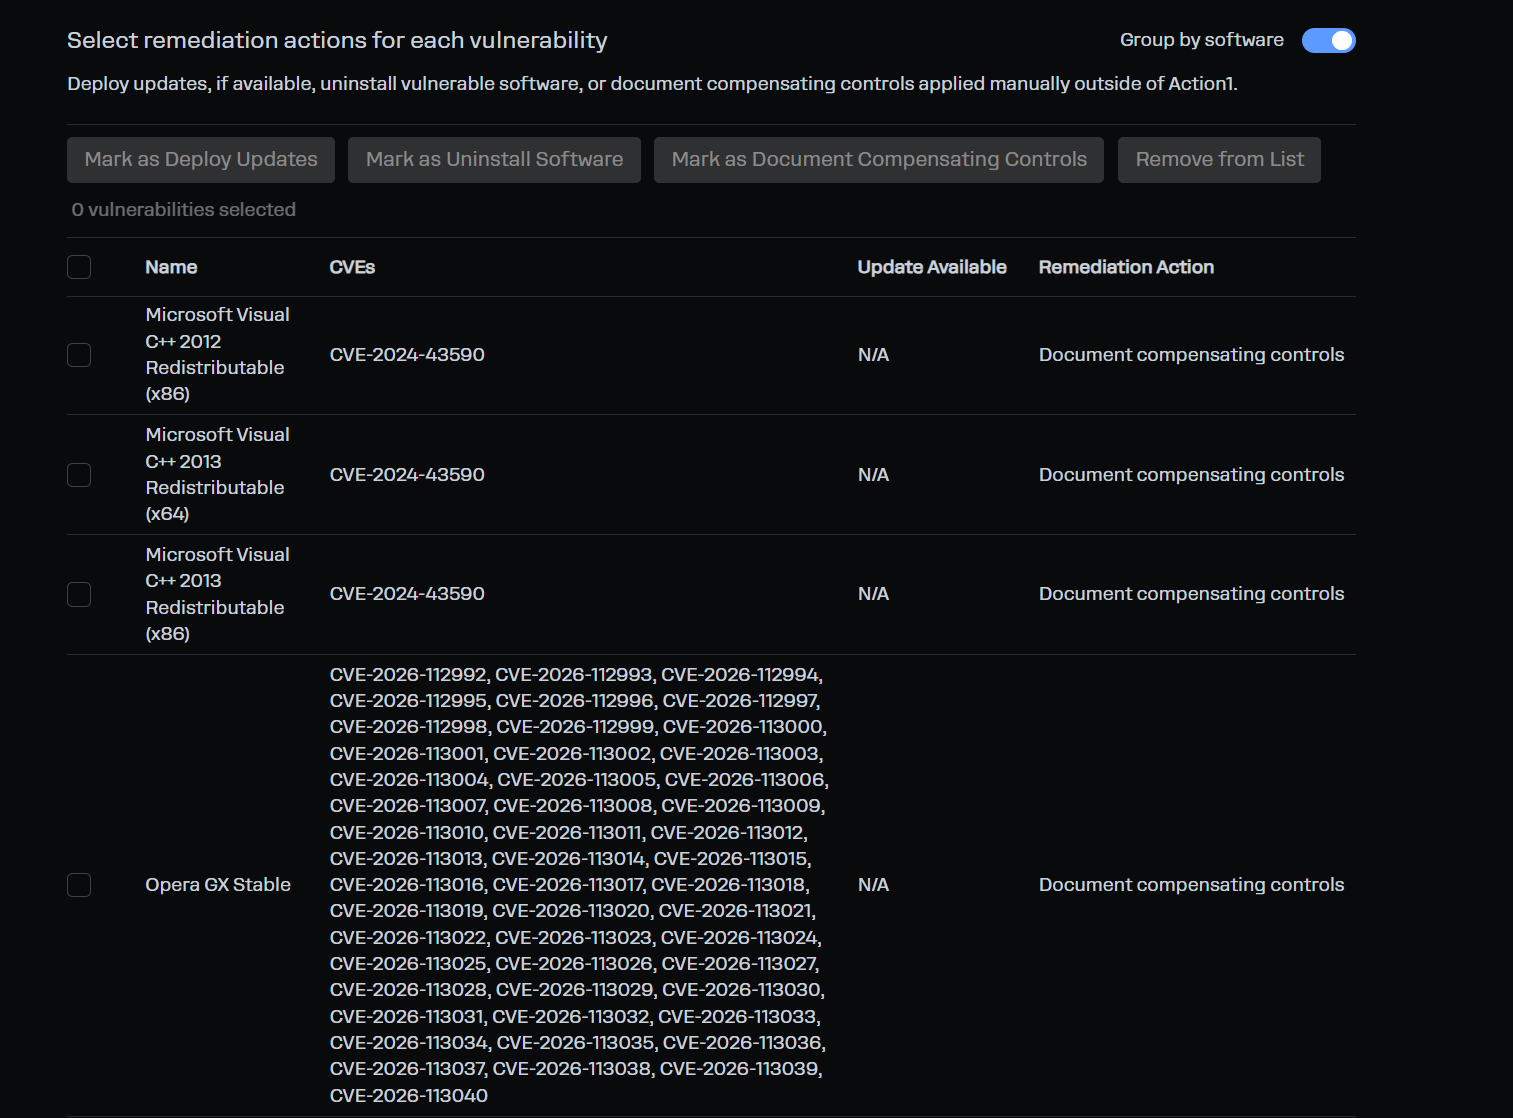 Select remediation actions for each vulnerability
Group by software
Deploy updates, if available, uninstall vulnerable software, or document compensating controls applied manually outside of Action1.
Mark as Deploy Updates
Mark as Uninstall Software
Mark as Document Compensating Controls
Remove from List
0 vulnerabilities selected
Name CVEs Update Available Remediation Action
Microsoft Visual
C++ 2012
Redistributable
(x86)
CVE-2024-43590
N/A
Document compensating controls
Microsoft Visual
C++ 2013
Redistributable
(x64)
CVE-2024-43590
N/A
Document compensating controls
Microsoft Visual
C++ 2013
Redistributable
(x86)
CVE-2024-43590
N/A
Document compensating controls
Opera GX Stable
CVE-2026-112992, CVE-2026-112993, CVE-2026-112994,
CVE-2026-112995, CVE-2026-112996, CVE-2026-112997,
CVE-2026-112998, CVE-2026-112999, CVE-2026-113000,
CVE-2026-113001, CVE-2026-113002, CVE-2026-113003,
CVE-2026-113004, CVE-2026-113005, CVE-2026-113006,
CVE-2026-113007, CVE-2026-113008, CVE-2026-113009,
CVE-2026-113010, CVE-2026-113011, CVE-2026-113012,
CVE-2026-113013, CVE-2026-113014, CVE-2026-113015,
CVE-2026-113016, CVE-2026-113017, CVE-2026-113018,
CVE-2026-113019, CVE-2026-113020, CVE-2026-113021,
CVE-2026-113022, CVE-2026-113023, CVE-2026-113024,
CVE-2026-113025, CVE-2026-113026, CVE-2026-113027,
CVE-2026-113028, CVE-2026-113029, CVE-2026-113030,
CVE-2026-113031, CVE-2026-113032, CVE-2026-113033,
CVE-2026-113034, CVE-2026-113035, CVE-2026-113036,
CVE-2026-113037, CVE-2026-113038, CVE-2026-113039,
CVE-2026-113040
N/A
Document compensating controls